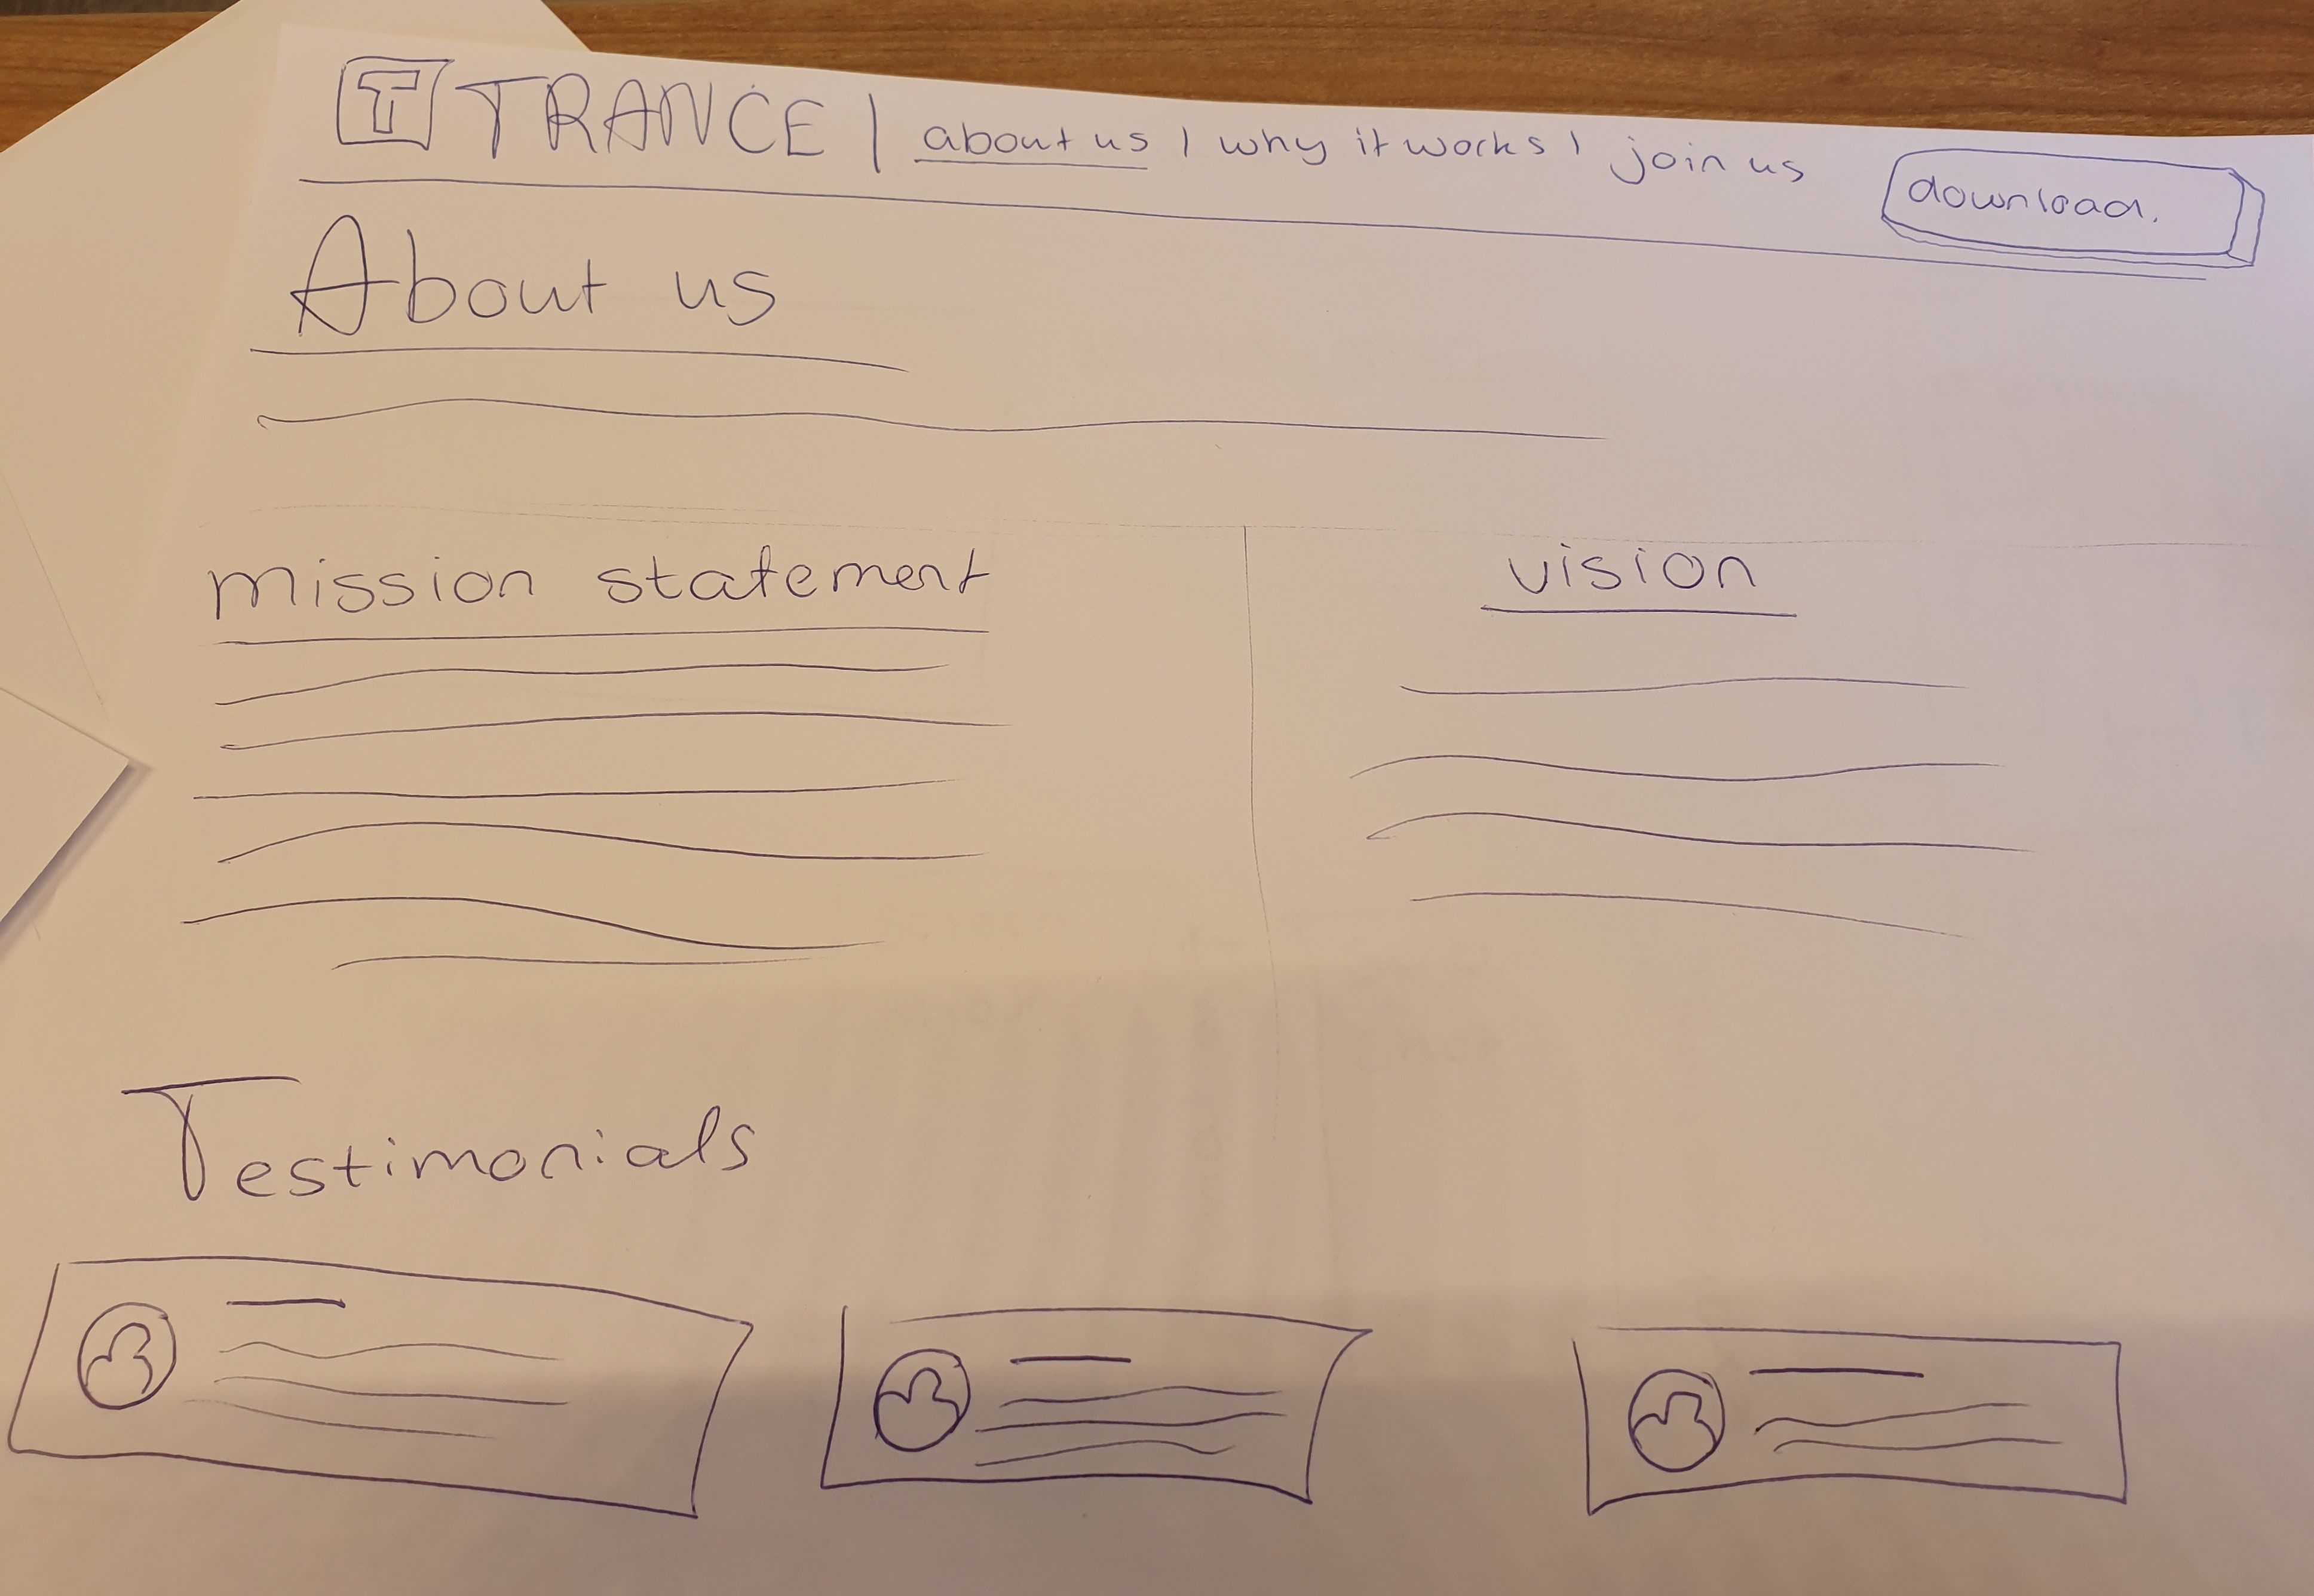 T TRANCE | about us | why it works | join us download.
About us
mission statement
vision
Testimonials